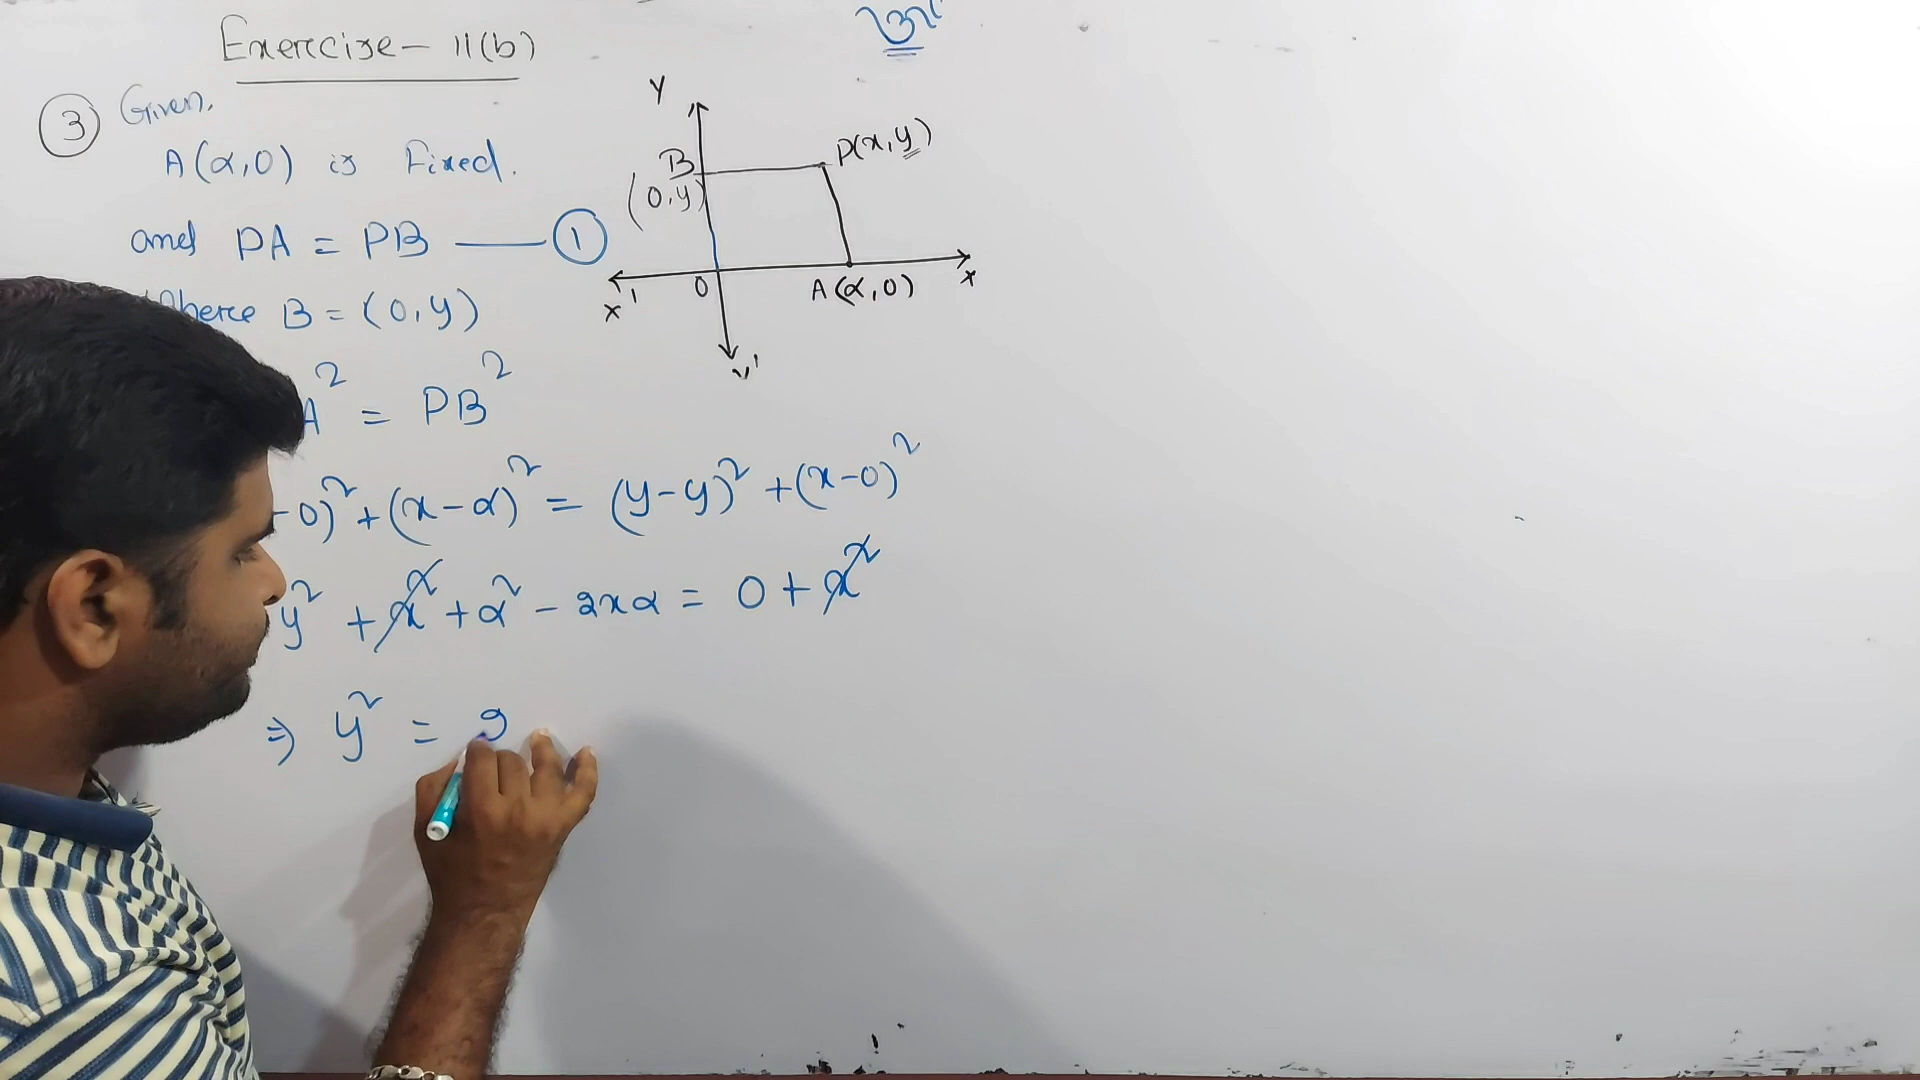 Exercise - 11(b)
3 Given,
A(α,0) is Fixed.
and PA = PB —— 1
where B = (0,y)
A² = PB²
-0)² + (x-α)² = (y-y)² + (x-0)²
y² + x² + α² - 2xα = 0 + x²
⇒ y² = 2
Y
B
(0,y)
P(x,y)
X'
O
A(α,0)
X
Y'